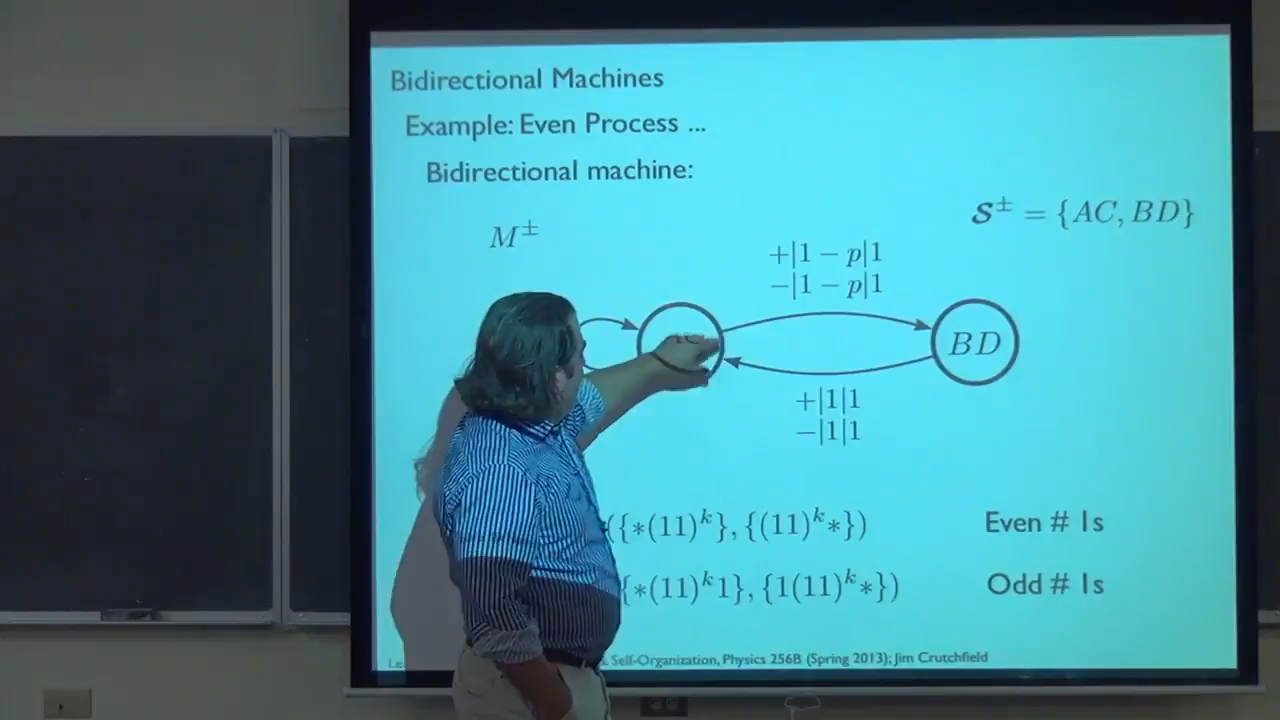 Bidirectional Machines
Example: Even Process ...
Bidirectional machine:
M±
𝓢± = {AC, BD}
+|1 − p|1
−|1 − p|1
BD
+|1|1
−|1|1
({∗(11)^k}, {(11)^k∗})
Even # 1s
{∗(11)^k1}, {1(11)^k∗})
Odd # 1s
& Self-Organization, Physics 256B (Spring 2013); Jim Crutchfield